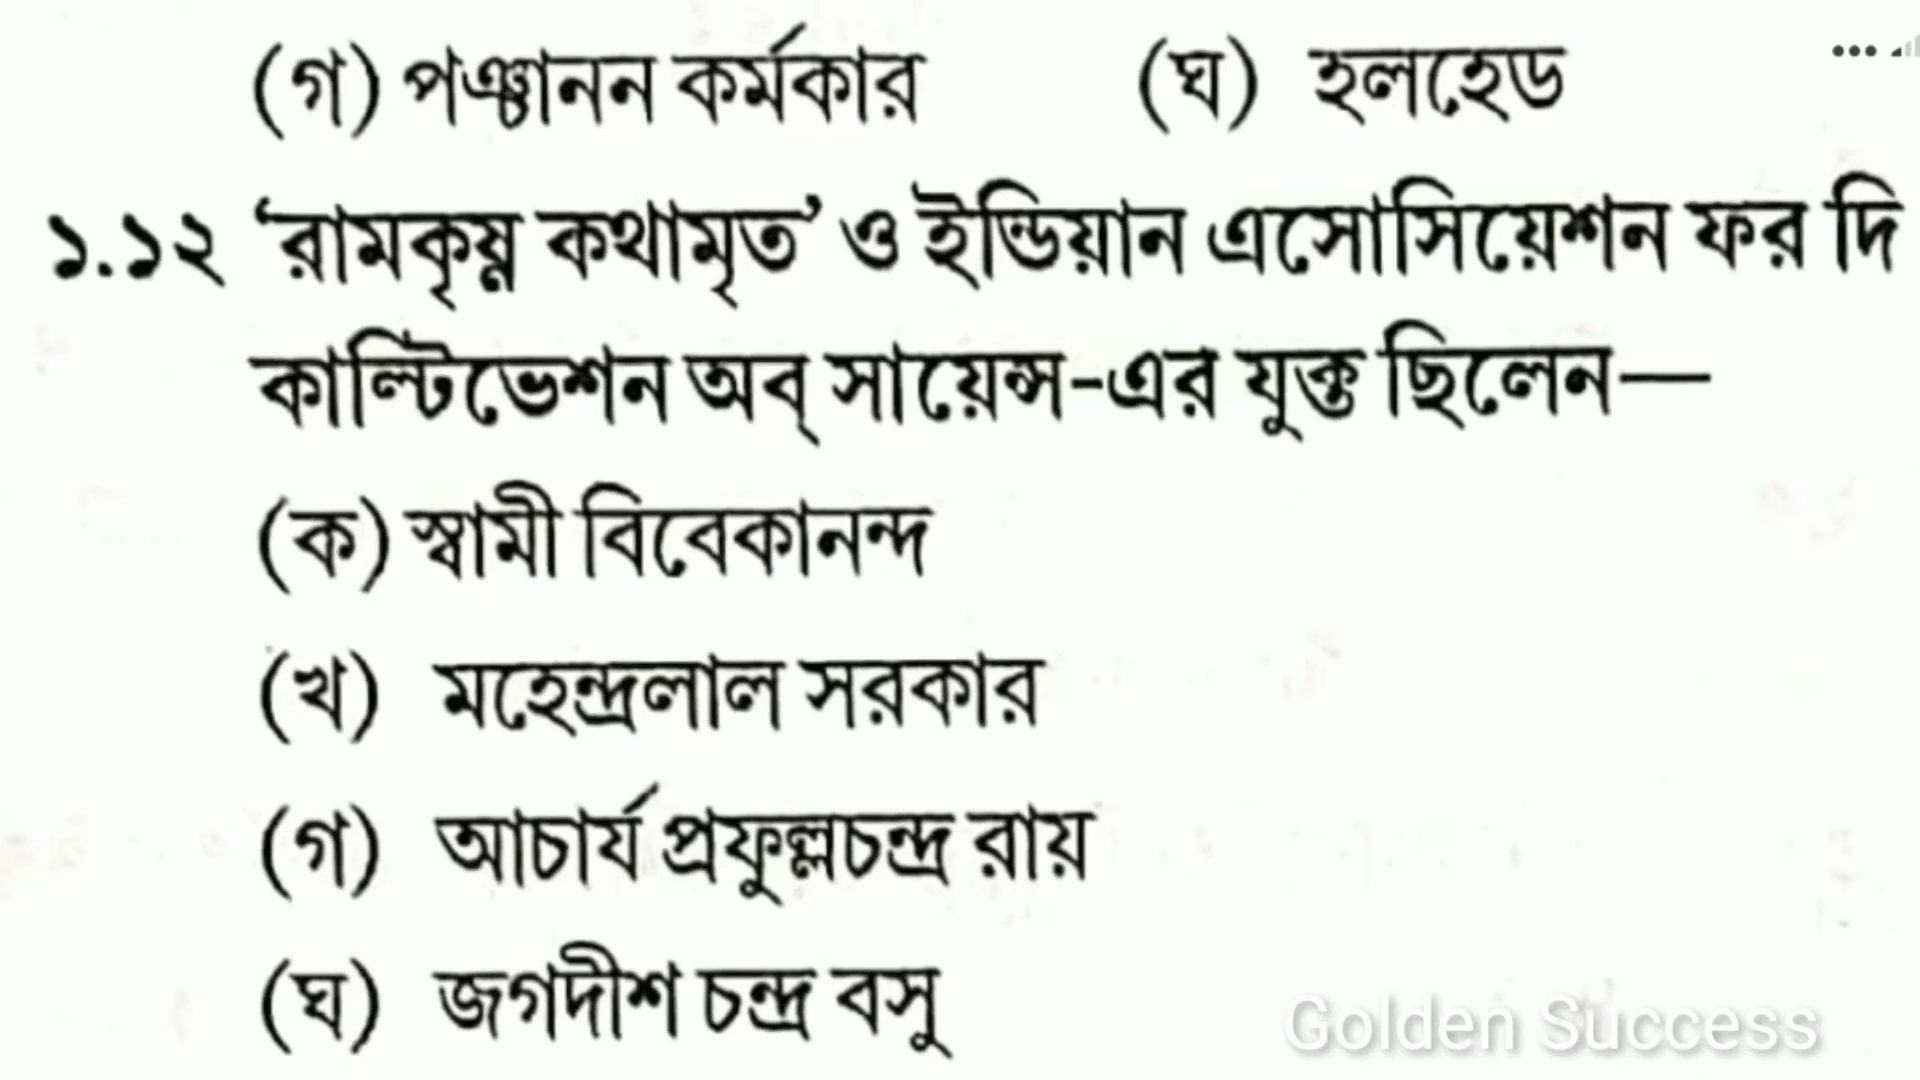 (গ) পঞ্চানন কর্মকার (ঘ) হলহেড
১.১২ ‘রামকৃষ্ণ কথামৃত’ ও ইন্ডিয়ান এসোসিয়েশন ফর দি
কাল্টিভেশন অব্ সায়েন্স-এর যুক্ত ছিলেন—
(ক) স্বামী বিবেকানন্দ
(খ) মহেন্দ্রলাল সরকার
(গ) আচার্য প্রফুল্লচন্দ্র রায়
(ঘ) জগদীশ চন্দ্র বসু
Golden Success